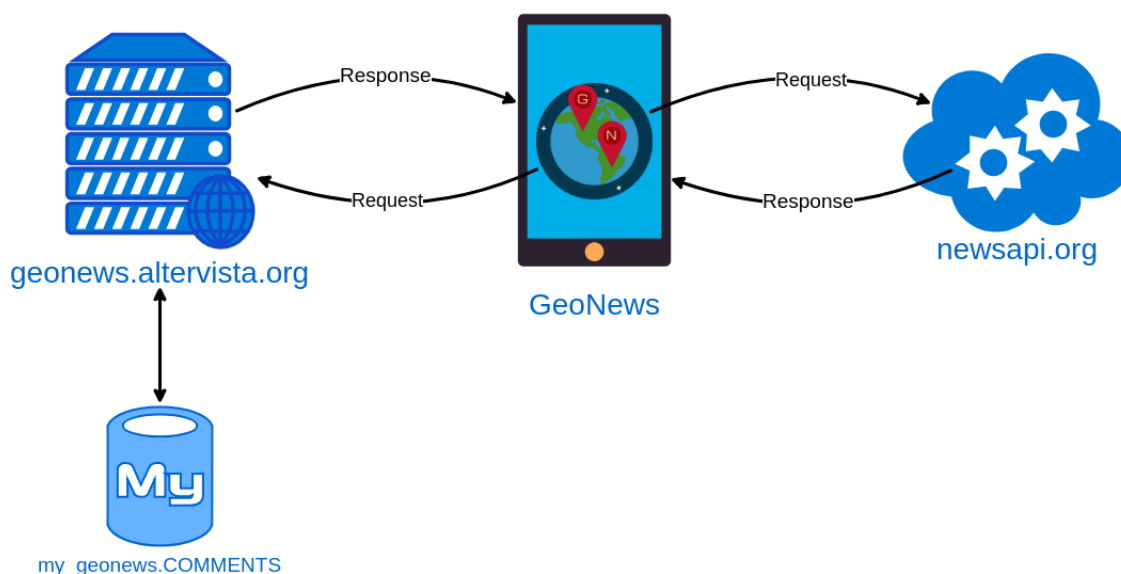 Response
Request
G
N
Request
Response
geonews.altervista.org
GeoNews
newsapi.org
My
my_geonews.COMMENTS